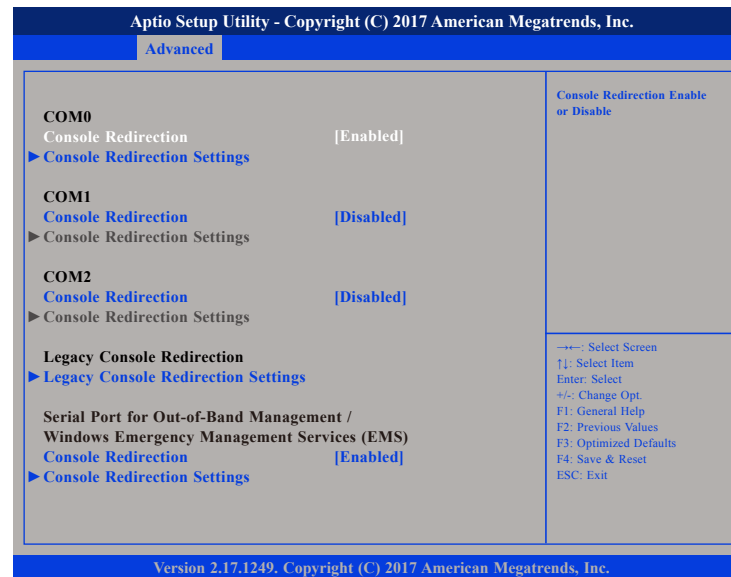 Aptio Setup Utility - Copyright (C) 2017 American Megatrends, Inc.
Advanced
COM0
Console Redirection [Enabled]
►Console Redirection Settings
COM1
Console Redirection [Disabled]
►Console Redirection Settings
COM2
Console Redirection [Disabled]
►Console Redirection Settings
Legacy Console Redirection
►Legacy Console Redirection Settings
Serial Port for Out-of-Band Management /
Windows Emergency Management Services (EMS)
Console Redirection [Enabled]
►Console Redirection Settings
Console Redirection Enable
or Disable
→←: Select Screen
↑↓: Select Item
Enter: Select
+/-: Change Opt.
F1: General Help
F2: Previous Values
F3: Optimized Defaults
F4: Save & Reset
ESC: Exit
Version 2.17.1249. Copyright (C) 2017 American Megatrends, Inc.